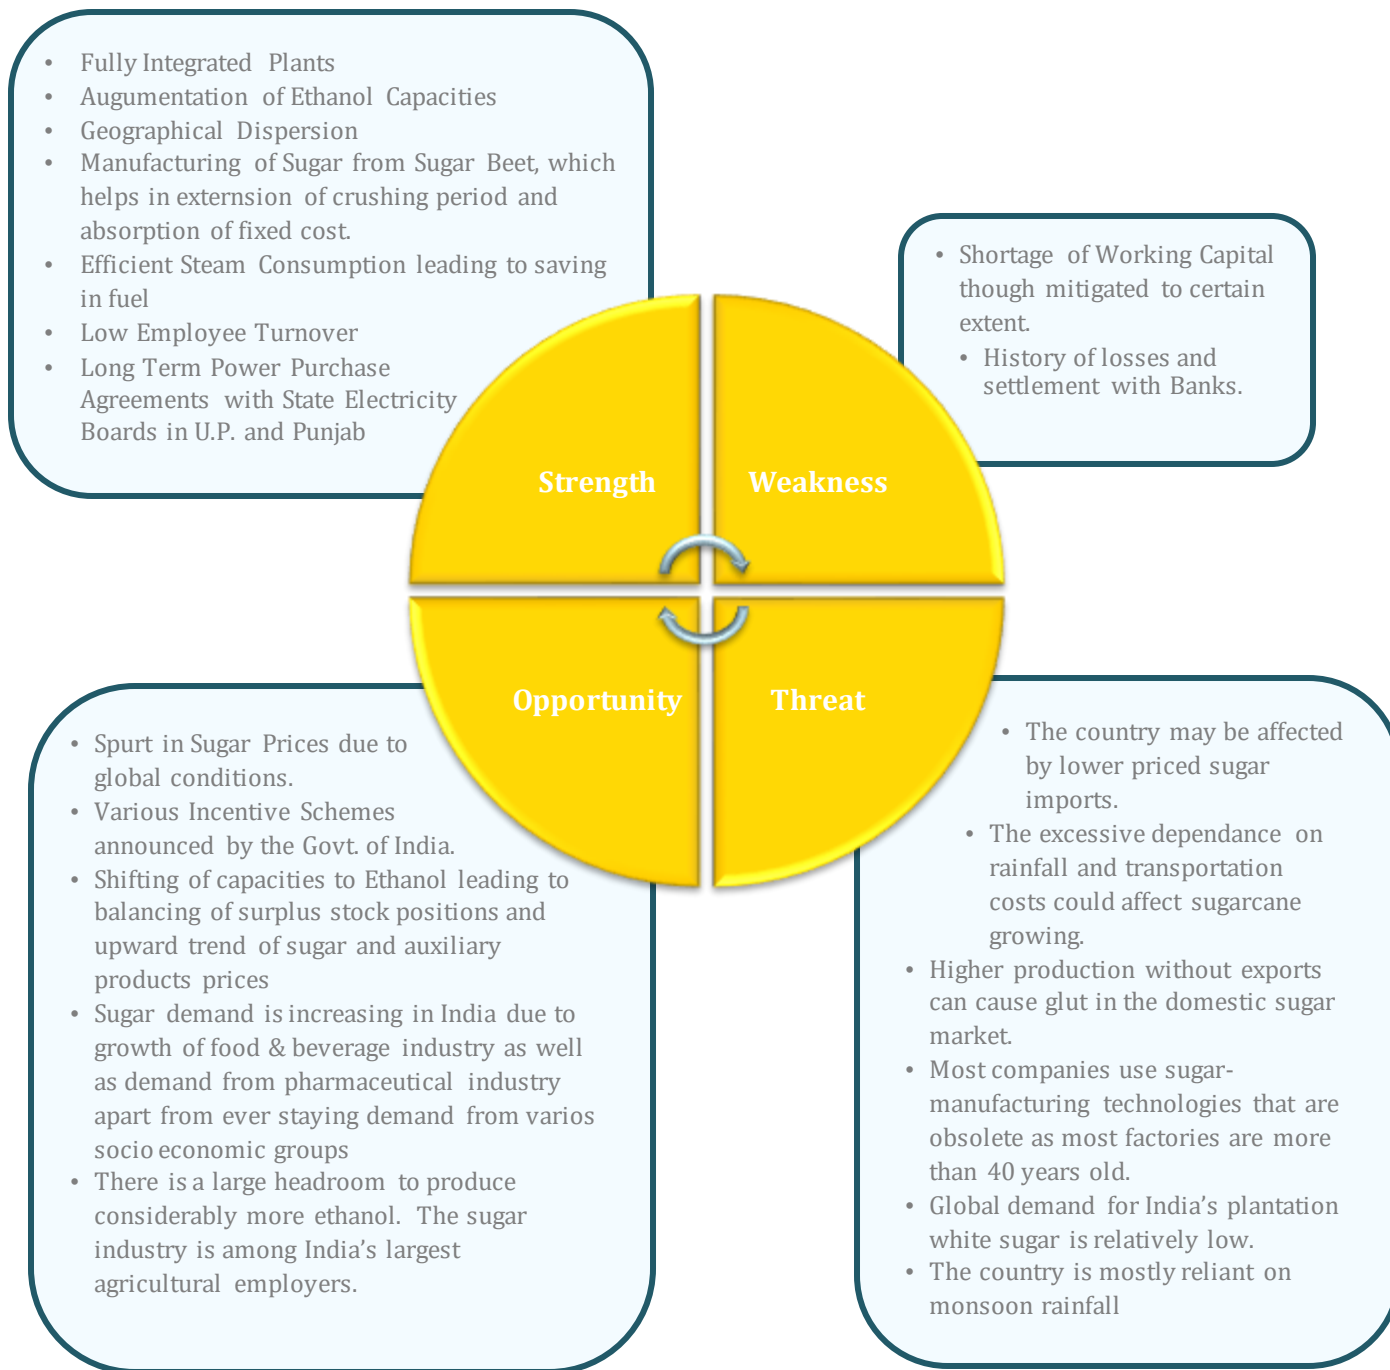 • Fully Integrated Plants
• Augumentation of Ethanol Capacities
• Geographical Dispersion
• Manufacturing of Sugar from Sugar Beet, which
helps in externsion of crushing period and
absorption of fixed cost.
• Efficient Steam Consumption leading to saving
in fuel
• Low Employee Turnover
• Long Term Power Purchase
Agreements with State Electricity
Boards in U.P. and Punjab
• Shortage of Working Capital
though mitigated to certain
extent.
• History of losses and
settlement with Banks.
Strength
Weakness
Opportunity
Threat
• Spurt in Sugar Prices due to
global conditions.
• Various Incentive Schemes
announced by the Govt. of India.
• Shifting of capacities to Ethanol leading to
balancing of surplus stock positions and
upward trend of sugar and auxiliary
products prices
• Sugar demand is increasing in India due to
growth of food & beverage industry as well
as demand from pharmaceutical industry
apart from ever staying demand from varios
socio economic groups
• There is a large headroom to produce
considerably more ethanol. The sugar
industry is among India's largest
agricultural employers.
• The country may be affected
by lower priced sugar
imports.
• The excessive dependance on
rainfall and transportation
costs could affect sugarcane
growing.
• Higher production without exports
can cause glut in the domestic sugar
market.
• Most companies use sugar-
manufacturing technologies that are
obsolete as most factories are more
than 40 years old.
• Global demand for India's plantation
white sugar is relatively low.
• The country is mostly reliant on
monsoon rainfall